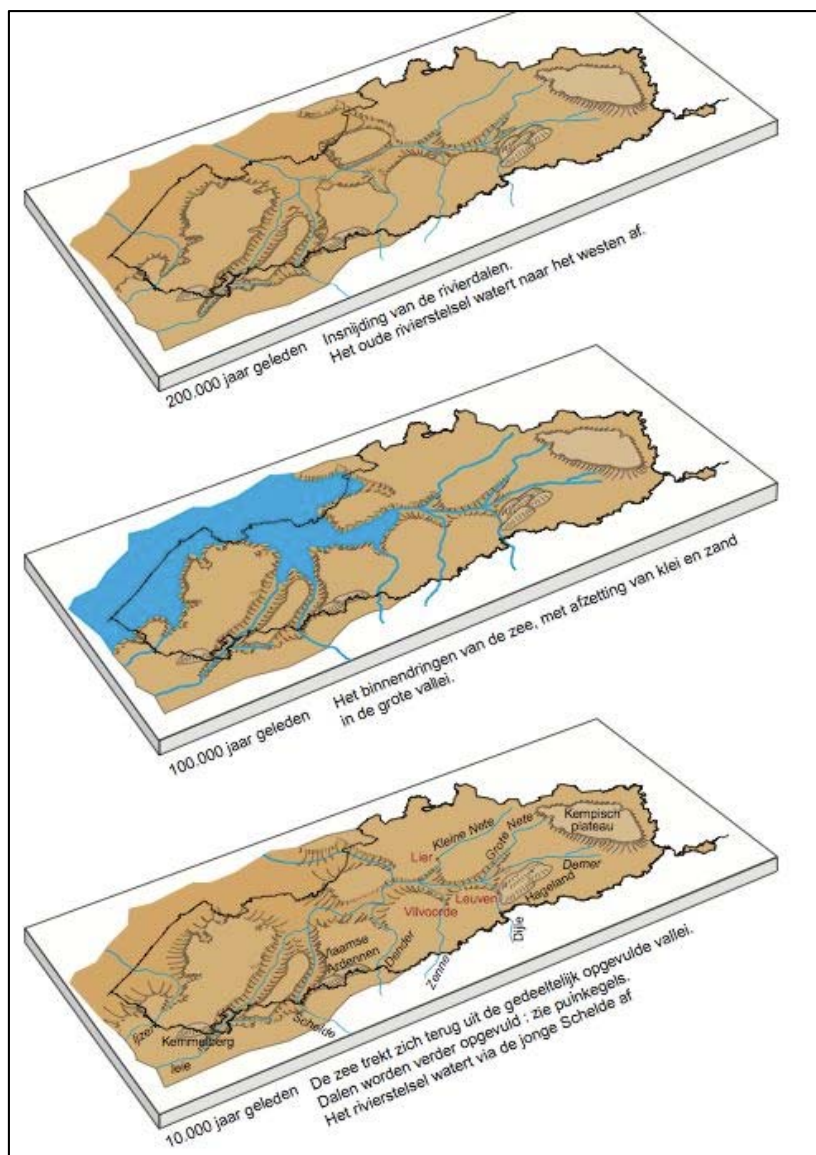 200.000 jaar geleden Insnijding van de rivierdalen.
Het oude rivierstelsel watert naar het westen af.
100.000 jaar geleden Het binnendringen van de zee, met afzetting van klei en zand
in de grote vallei.
Kempisch
plateau
Kleine Nete
Grote Nete
Lier
Demer
Hageland
Leuven
Vilvoorde
Dijle
Vlaamse
Ardennen
Dender
Zenne
Schelde
Ijzer
Kemmelberg
leie
10.000 jaar geleden De zee trekt zich terug uit de gedeeltelijk opgevulde vallei.
Dalen worden verder opgevuld : zie puinkegels.
Het rivierstelsel watert via de jonge Schelde af